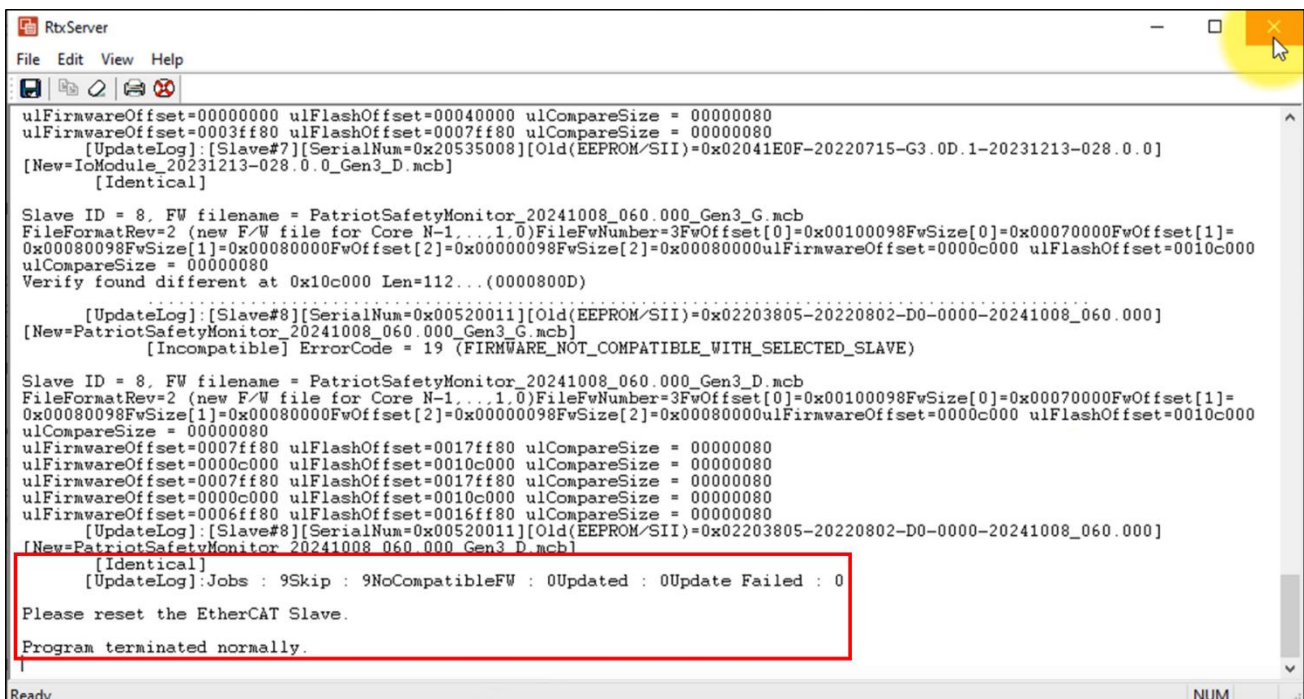 RtxServer
File Edit View Help
ulFirmwareOffset=00000000 ulFlashOffset=00040000 ulCompareSize = 00000080
ulFirmwareOffset=0003ff80 ulFlashOffset=0007ff80 ulCompareSize = 00000080
[UpdateLog]:[Slave#7][SerialNum=0x20535008][Old(EEPROM/SII)=0x02041E0F-20220715-G3.0D.1-20231213-028.0.0]
[New=IoModule_20231213-028.0.0_Gen3_D.mcb]
[Identical]
Slave ID = 8, FW filename = PatriotSafetyMonitor_20241008_060.000_Gen3_G.mcb
FileFormatRev=2 (new F/W file for Core N-1,...,1,0)FileFwNumber=3FwOffset[0]=0x00100098FwSize[0]=0x00070000FwOffset[1]=
0x00080098FwSize[1]=0x00080000FwOffset[2]=0x00000098FwSize[2]=0x00080000ulFirmwareOffset=0000c000 ulFlashOffset=0010c000
ulCompareSize = 00000080
Verify found different at 0x10c000 Len=112...(0000800D)
[UpdateLog]:[Slave#8][SerialNum=0x00520011][Old(EEPROM/SII)=0x02203805-20220802-D0-0000-20241008_060.000]
[New=PatriotSafetyMonitor_20241008_060.000_Gen3_G.mcb]
[Incompatible] ErrorCode = 19 (FIRMWARE_NOT_COMPATIBLE_WITH_SELECTED_SLAVE)
Slave ID = 8, FW filename = PatriotSafetyMonitor_20241008_060.000_Gen3_D.mcb
FileFormatRev=2 (new F/W file for Core N-1,...,1,0)FileFwNumber=3FwOffset[0]=0x00100098FwSize[0]=0x00070000FwOffset[1]=
0x00080098FwSize[1]=0x00080000FwOffset[2]=0x00000098FwSize[2]=0x00080000ulFirmwareOffset=0000c000 ulFlashOffset=0010c000
ulCompareSize = 00000080
ulFirmwareOffset=0007ff80 ulFlashOffset=0017ff80 ulCompareSize = 00000080
ulFirmwareOffset=0000c000 ulFlashOffset=0010c000 ulCompareSize = 00000080
ulFirmwareOffset=0007ff80 ulFlashOffset=0017ff80 ulCompareSize = 00000080
ulFirmwareOffset=0000c000 ulFlashOffset=0010c000 ulCompareSize = 00000080
ulFirmwareOffset=0006ff80 ulFlashOffset=0016ff80 ulCompareSize = 00000080
[UpdateLog]:[Slave#8][SerialNum=0x00520011][Old(EEPROM/SII)=0x02203805-20220802-D0-0000-20241008_060.000]
[New=PatriotSafetyMonitor_20241008_060.000_Gen3_D.mcb]
[Identical]
[UpdateLog]:Jobs : 9Skip : 9NoCompatibleFW : 0Updated : 0Update Failed : 0
Please reset the EtherCAT Slave.
Program terminated normally.
Ready NUM